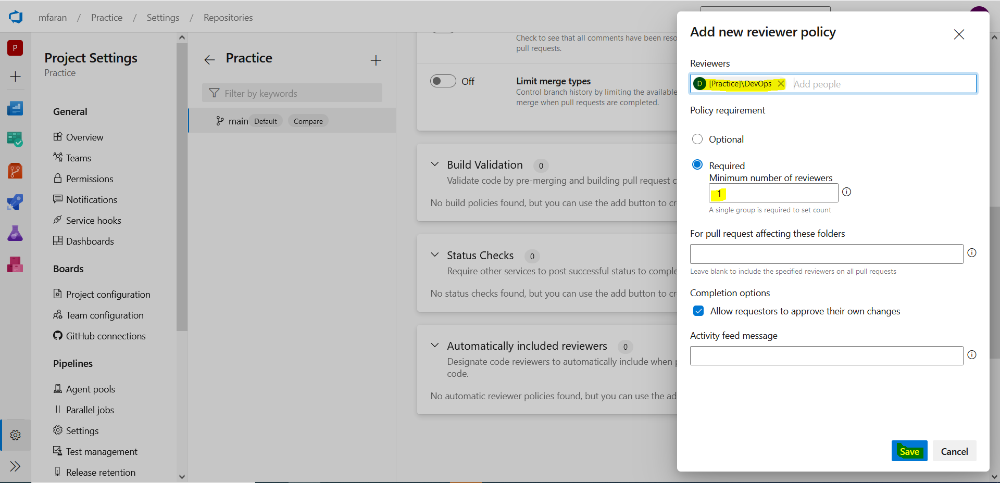 mfaran / Practice / Settings / Repositories
P
Project Settings
Practice
General
Overview
Teams
Permissions
Notifications
Service hooks
Dashboards
Boards
Project configuration
Team configuration
GitHub connections
Pipelines
Agent pools
Parallel jobs
Settings
Test management
Release retention
Practice
Filter by keywords
main Default Compare
Check to see that all comments have been reso
pull requests.
Off
Limit merge types
Control branch history by limiting the available
merge when pull requests are completed.
Build Validation 0
Validate code by pre-merging and building pull request c
No build policies found, but you can use the add button to cr
Status Checks 0
Require other services to post successful status to comple
No status checks found, but you can use the add button to cr
Automatically included reviewers 0
Designate code reviewers to automatically include when p
code.
No automatic reviewer policies found, but you can use the ad
Add new reviewer policy
Reviewers
D [Practice]\DevOps Add people
Policy requirement
Optional
Required
Minimum number of reviewers
1
A single group is required to set count
For pull request affecting these folders
Leave blank to include the specified reviewers on all pull requests
Completion options
Allow requestors to approve their own changes
Activity feed message
Save Cancel